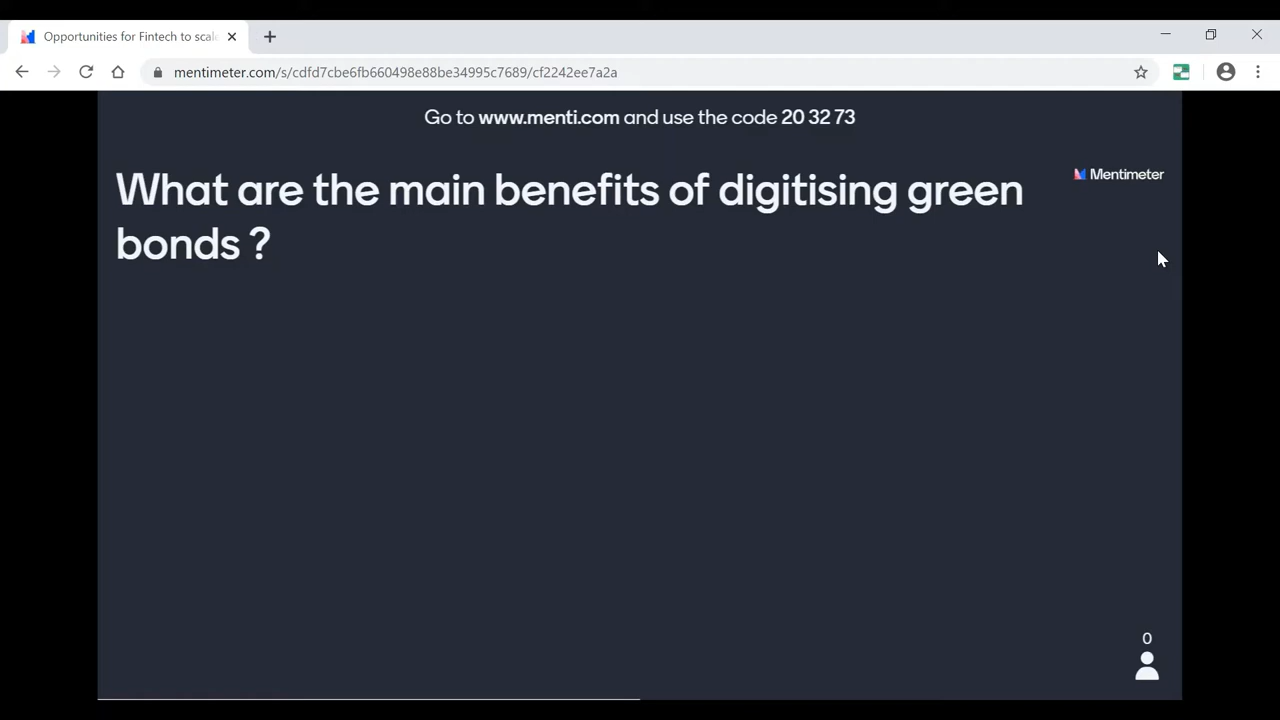 Opportunities for Fintech to scale
mentimeter.com/s/cdfd7cbe6fb660498e88be34995c7689/cf2242ee7a2a
Go to www.menti.com and use the code 20 32 73
What are the main benefits of digitising green
bonds ?
Mentimeter
0